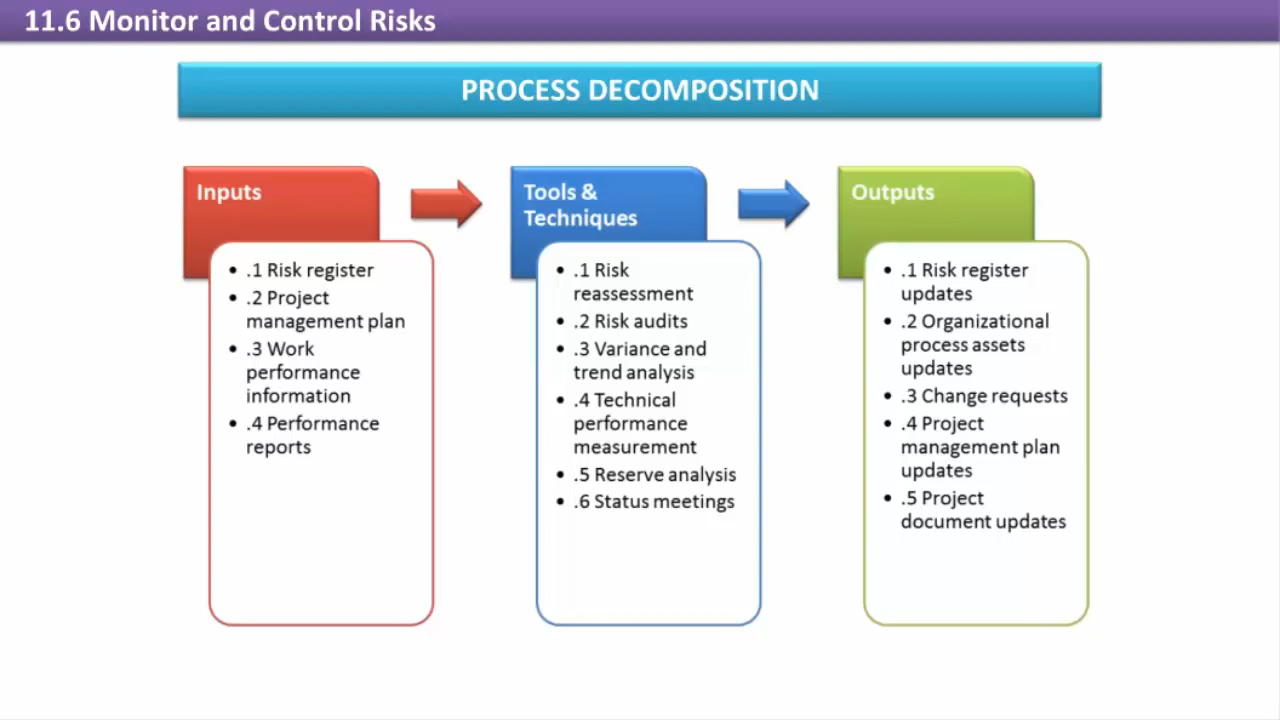 11.6 Monitor and Control Risks
PROCESS DECOMPOSITION
Inputs
• .1 Risk register
• .2 Project
management plan
• .3 Work
performance
information
• .4 Performance
reports
Tools &
Techniques
• .1 Risk
reassessment
• .2 Risk audits
• .3 Variance and
trend analysis
• .4 Technical
performance
measurement
• .5 Reserve analysis
• .6 Status meetings
Outputs
• .1 Risk register
updates
• .2 Organizational
process assets
updates
• .3 Change requests
• .4 Project
management plan
updates
• .5 Project
document updates